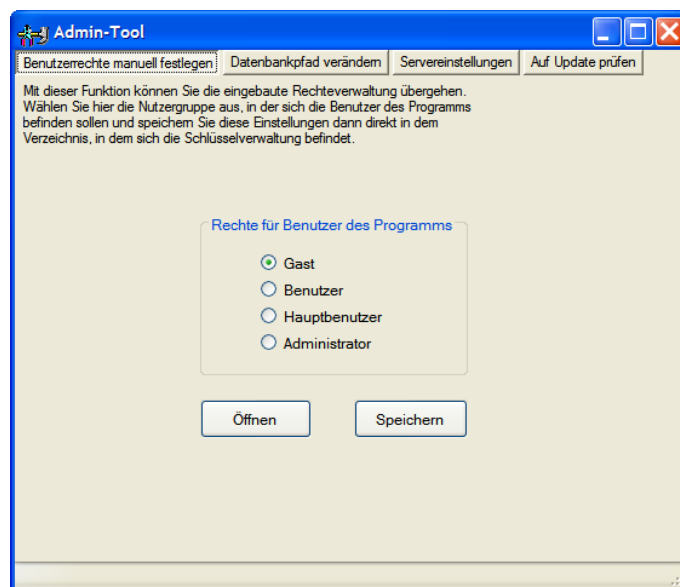 Admin-Tool
Benutzerrechte manuell festlegen Datenbankpfad verändern Servereinstellungen Auf Update prüfen
Mit dieser Funktion können Sie die eingebaute Rechteverwaltung übergehen.
Wählen Sie hier die Nutzergruppe aus, in der sich die Benutzer des Programms
befinden sollen und speichern Sie diese Einstellungen dann direkt in dem
Verzeichnis, in dem sich die Schlüsselverwaltung befindet.
Rechte für Benutzer des Programms
Gast
Benutzer
Hauptbenutzer
Administrator
Öffnen Speichern